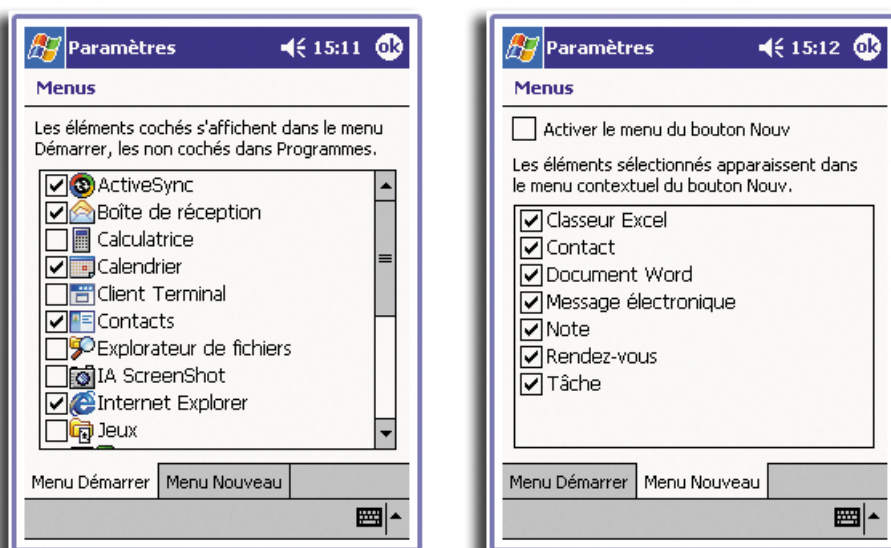 Paramètres 15:11 ok
Menus
Les éléments cochés s'affichent dans le menu
Démarrer, les non cochés dans Programmes.
ActiveSync
Boîte de réception
Calculatrice
Calendrier
Client Terminal
Contacts
Explorateur de fichiers
IA ScreenShot
Internet Explorer
Jeux
Menu Démarrer Menu Nouveau
Paramètres 15:12 ok
Menus
Activer le menu du bouton Nouv
Les éléments sélectionnés apparaissent dans
le menu contextuel du bouton Nouv.
Classeur Excel
Contact
Document Word
Message électronique
Note
Rendez-vous
Tâche
Menu Démarrer Menu Nouveau